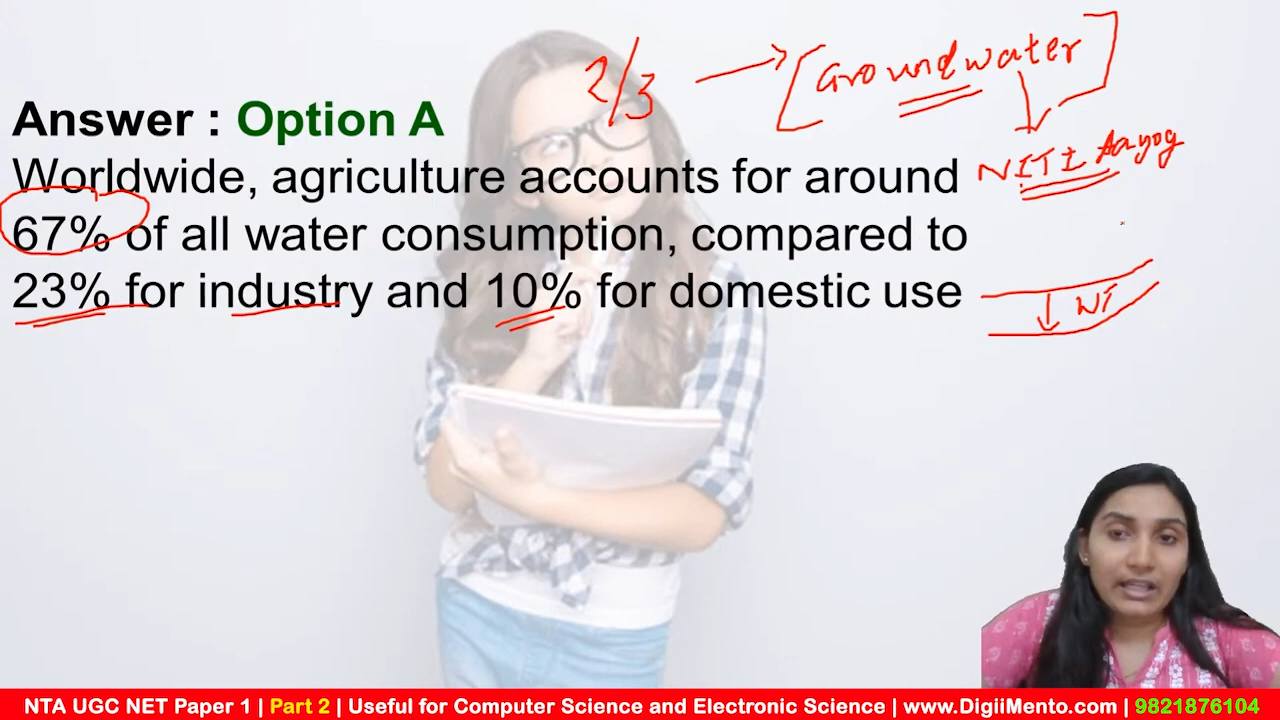 2/3 → [Groundwater]
Answer : Option A
NITI Aayog
Worldwide, agriculture accounts for around
67% of all water consumption, compared to
23% for industry and 10% for domestic use
NTA UGC NET Paper 1 | Part 2 | Useful for Computer Science and Electronic Science | www.DigiiMento.com | 9821876104